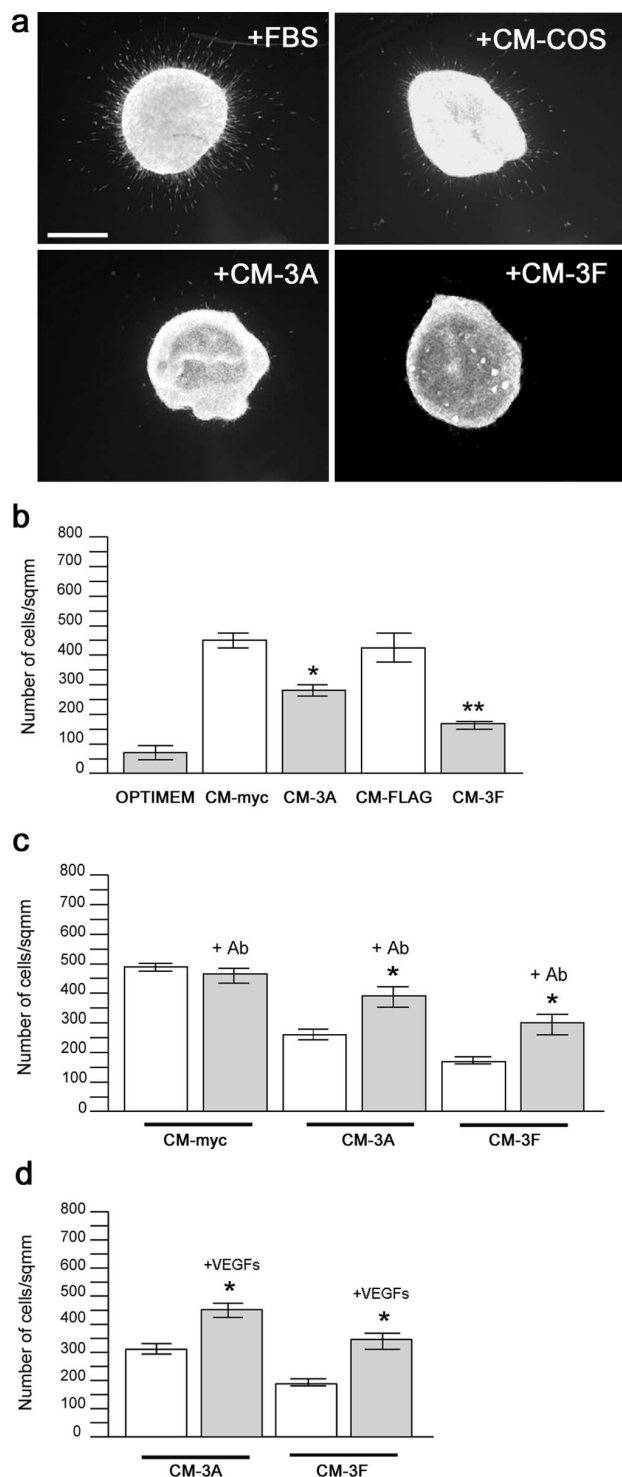 a
+FBS
+CM-COS
+CM-3A
+CM-3F
b
Number of cells/sqmm
800
700
600
500
400
300
200
100
0
*
**
OPTIMEM CM-myc CM-3A CM-FLAG CM-3F
c
Number of cells/sqmm
800
700
600
500
400
300
200
100
0
+ Ab
+ Ab
*
+ Ab
*
CM-myc CM-3A CM-3F
d
Number of cells/sqmm
800
700
600
500
400
300
200
100
0
+VEGFs
*
+VEGFs
*
CM-3A CM-3F